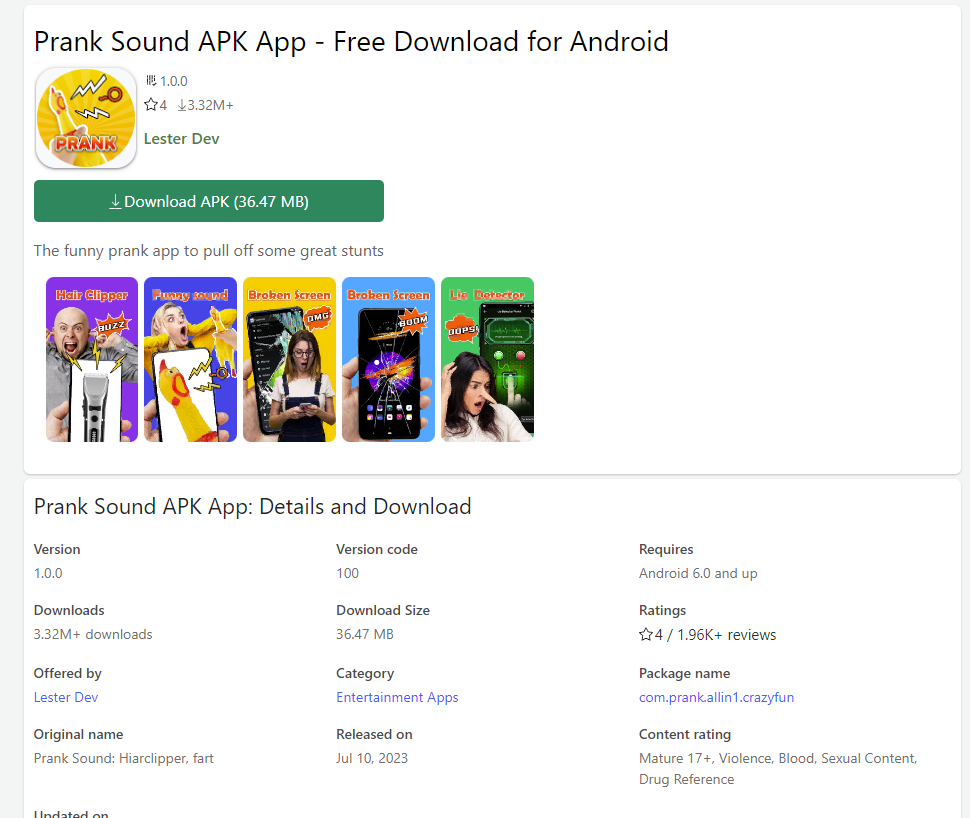 Prank Sound APK App - Free Download for Android
1.0.0
4 3.32M+
PRANK
Lester Dev
Download APK (36.47 MB)
The funny prank app to pull off some great stunts
Hair Clipper
BUZZ
Funny sound
Broken Screen
OMG
Broken Screen
BOOM
Lie Detector
OOPS!
Prank Sound APK App: Details and Download
Version
1.0.0
Version code
100
Requires
Android 6.0 and up
Downloads
3.32M+ downloads
Download Size
36.47 MB
Ratings
4 / 1.96K+ reviews
Offered by
Lester Dev
Category
Entertainment Apps
Package name
com.prank.allin1.crazyfun
Original name
Prank Sound: Hiarclipper, fart
Released on
Jul 10, 2023
Content rating
Mature 17+, Violence, Blood, Sexual Content,
Drug Reference
Updated on